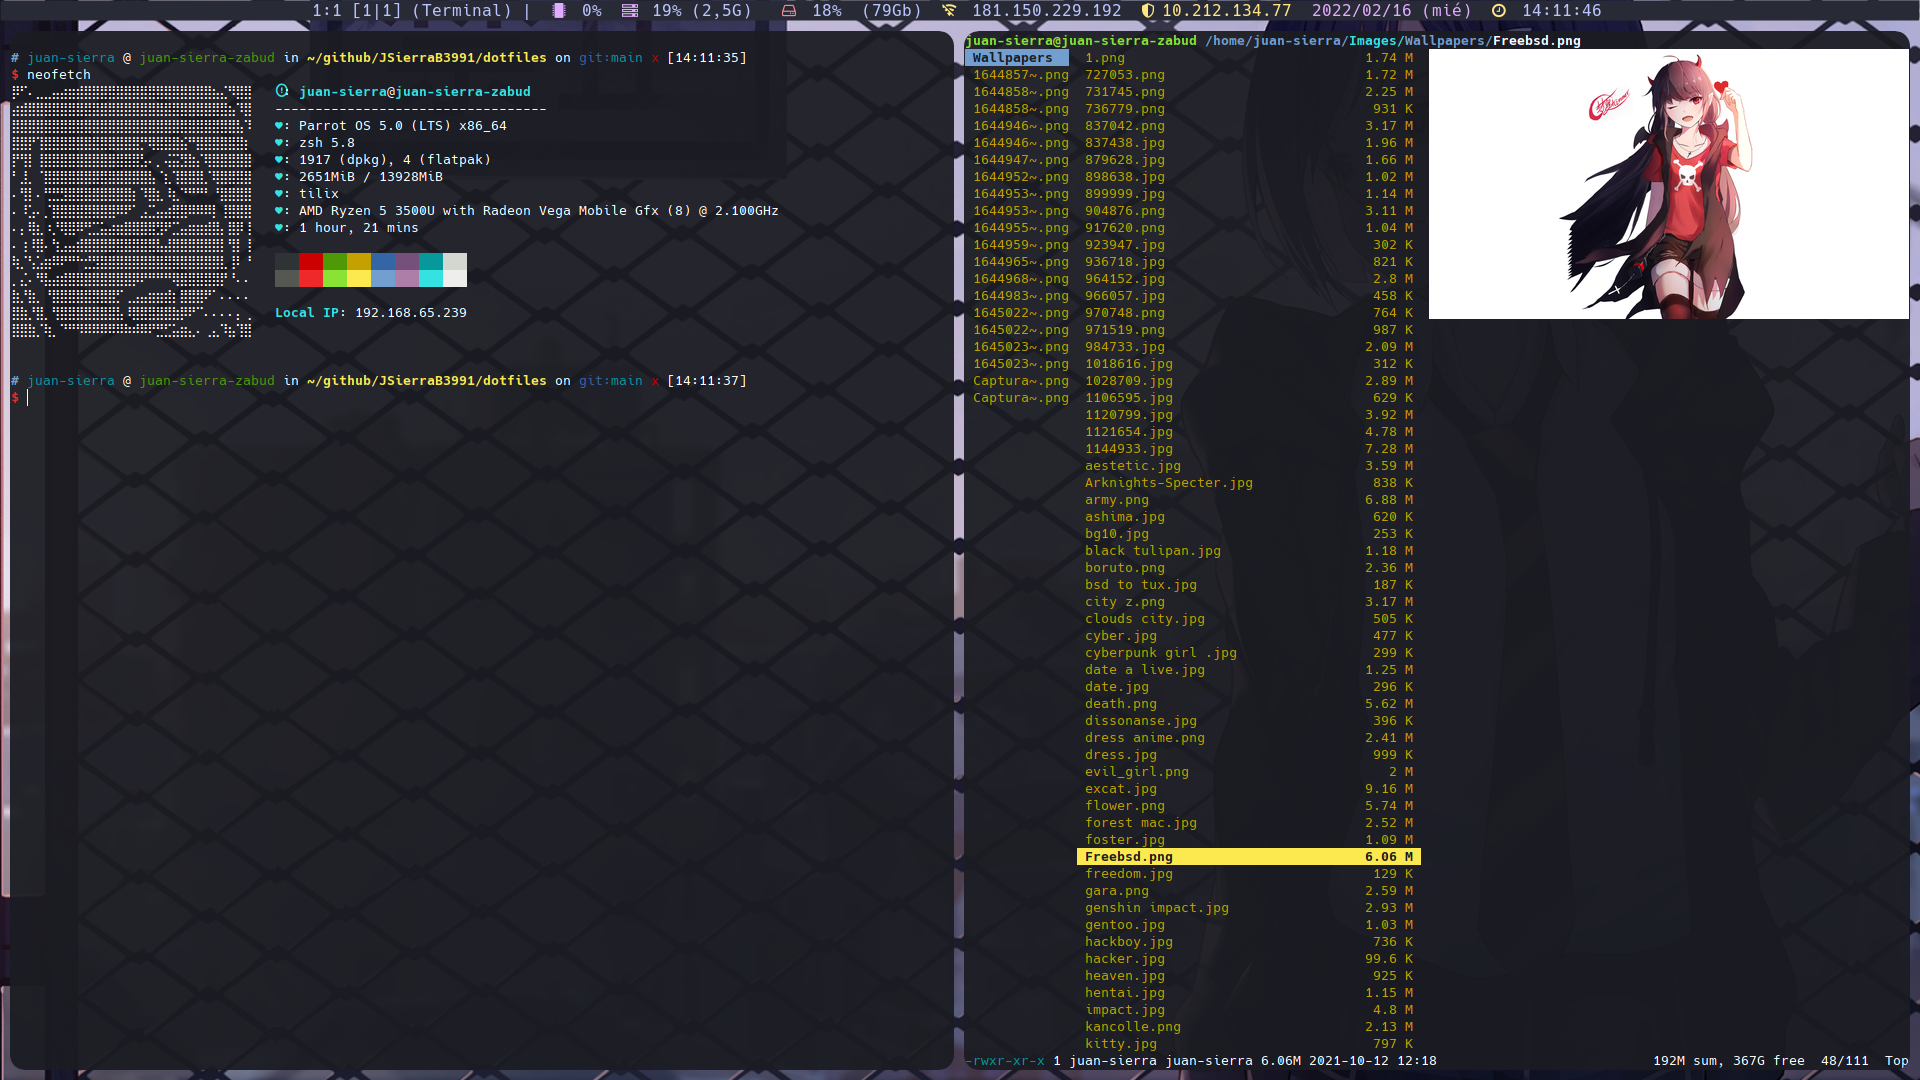 1:1 [1|1] (Terminal) | 0% 19% (2,5G) 18% (79Gb) 181.150.229.192 10.212.134.77 2022/02/16 (mié) 14:11:46
# juan-sierra @ juan-sierra-zabud in ~/github/JSierraB3991/dotfiles on git:main x [14:11:35]
$ neofetch
juan-sierra@juan-sierra-zabud
----------------------------------
♥: Parrot OS 5.0 (LTS) x86_64
♥: zsh 5.8
♥: 1917 (dpkg), 4 (flatpak)
♥: 2651MiB / 13928MiB
♥: tilix
♥: AMD Ryzen 5 3500U with Radeon Vega Mobile Gfx (8) @ 2.100GHz
♥: 1 hour, 21 mins
Local IP: 192.168.65.239
# juan-sierra @ juan-sierra-zabud in ~/github/JSierraB3991/dotfiles on git:main x [14:11:37]
$
juan-sierra@juan-sierra-zabud /home/juan-sierra/Images/Wallpapers/Freebsd.png
Wallpapers 1.png 1.74 M
1644857~.png 727053.png 1.72 M
1644858~.png 731745.png 2.25 M
1644858~.png 736779.png 931 K
1644946~.png 837042.png 3.17 M
1644946~.png 837438.png 1.96 M
1644947~.png 879628.png 1.66 M
1644952~.png 898638.png 1.02 M
1644953~.png 899999.png 1.14 M
1644953~.png 904876.png 3.11 M
1644955~.png 917620.png 1.04 M
1644959~.png 923947.png 302 K
1644965~.png 936718.png 821 K
1644968~.png 964152.png 2.8 M
1644983~.png 966057.png 458 K
1645022~.png 970748.png 764 K
1645022~.png 971519.png 987 K
1645023~.png 984733.png 2.09 M
1645023~.png 1018616.jpg 312 K
Captura~.png 1028709.jpg 2.89 M
Captura~.png 1106595.jpg 629 K
1120799.jpg 3.92 M
1121654.jpg 4.78 M
1144933.jpg 7.28 M
aestetic.jpg 3.59 M
Arknights-Specter.jpg 838 K
army.png 6.88 M
ashima.jpg 620 K
bg10.jpg 253 K
black tulipan.jpg 1.18 M
boruto.png 2.36 M
bsd to tux.jpg 187 K
city z.png 3.17 M
clouds city.jpg 505 K
cyber.jpg 477 K
cyberpunk girl .jpg 299 K
date a live.jpg 1.25 M
date.jpg 296 K
death.png 5.62 M
dissonanse.jpg 396 K
dress anime.png 2.41 M
dress.jpg 999 K
evil_girl.png 2 M
excat.jpg 9.16 M
flower.png 5.74 M
forest mac.jpg 2.52 M
foster.jpg 1.09 M
Freebsd.png 6.06 M
freedom.jpg 129 K
gara.png 2.59 M
genshin impact.jpg 2.93 M
gentoo.jpg 1.03 M
hackboy.jpg 736 K
hacker.jpg 99.6 K
heaven.jpg 925 K
hentai.jpg 1.15 M
impact.jpg 4.8 M
kancolle.png 2.13 M
kitty.jpg 797 K
-rwxr-xr-x 1 juan-sierra juan-sierra 6.06M 2021-10-12 12:18 192M sum, 367G free 48/111 Top